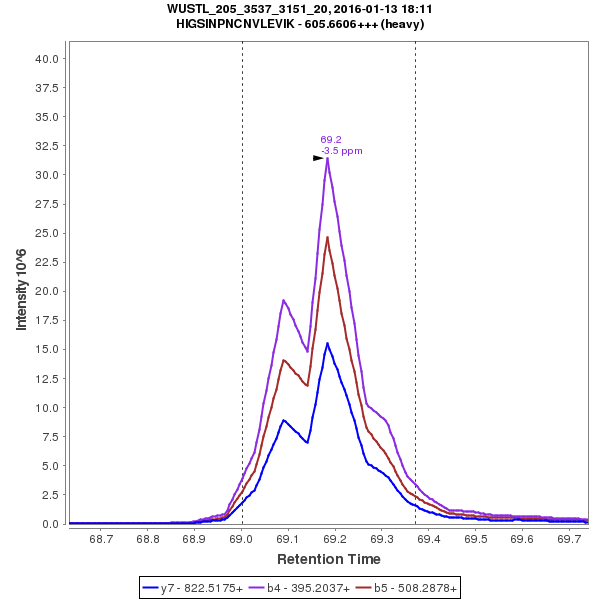 WUSTL_205_3537_3151_20, 2016-01-13 18:11
HIGSINPNCNVLEVIK - 605.6606+++ (heavy)
Intensity 10^6
40.0
37.5
35.0
32.5
30.0
27.5
25.0
22.5
20.0
17.5
15.0
12.5
10.0
7.5
5.0
2.5
0.0
69.2
-3.5 ppm
68.7 68.8 68.9 69.0 69.1 69.2 69.3 69.4 69.5 69.6 69.7
Retention Time
y7 - 822.5175+ b4 - 395.2037+ b5 - 508.2878+